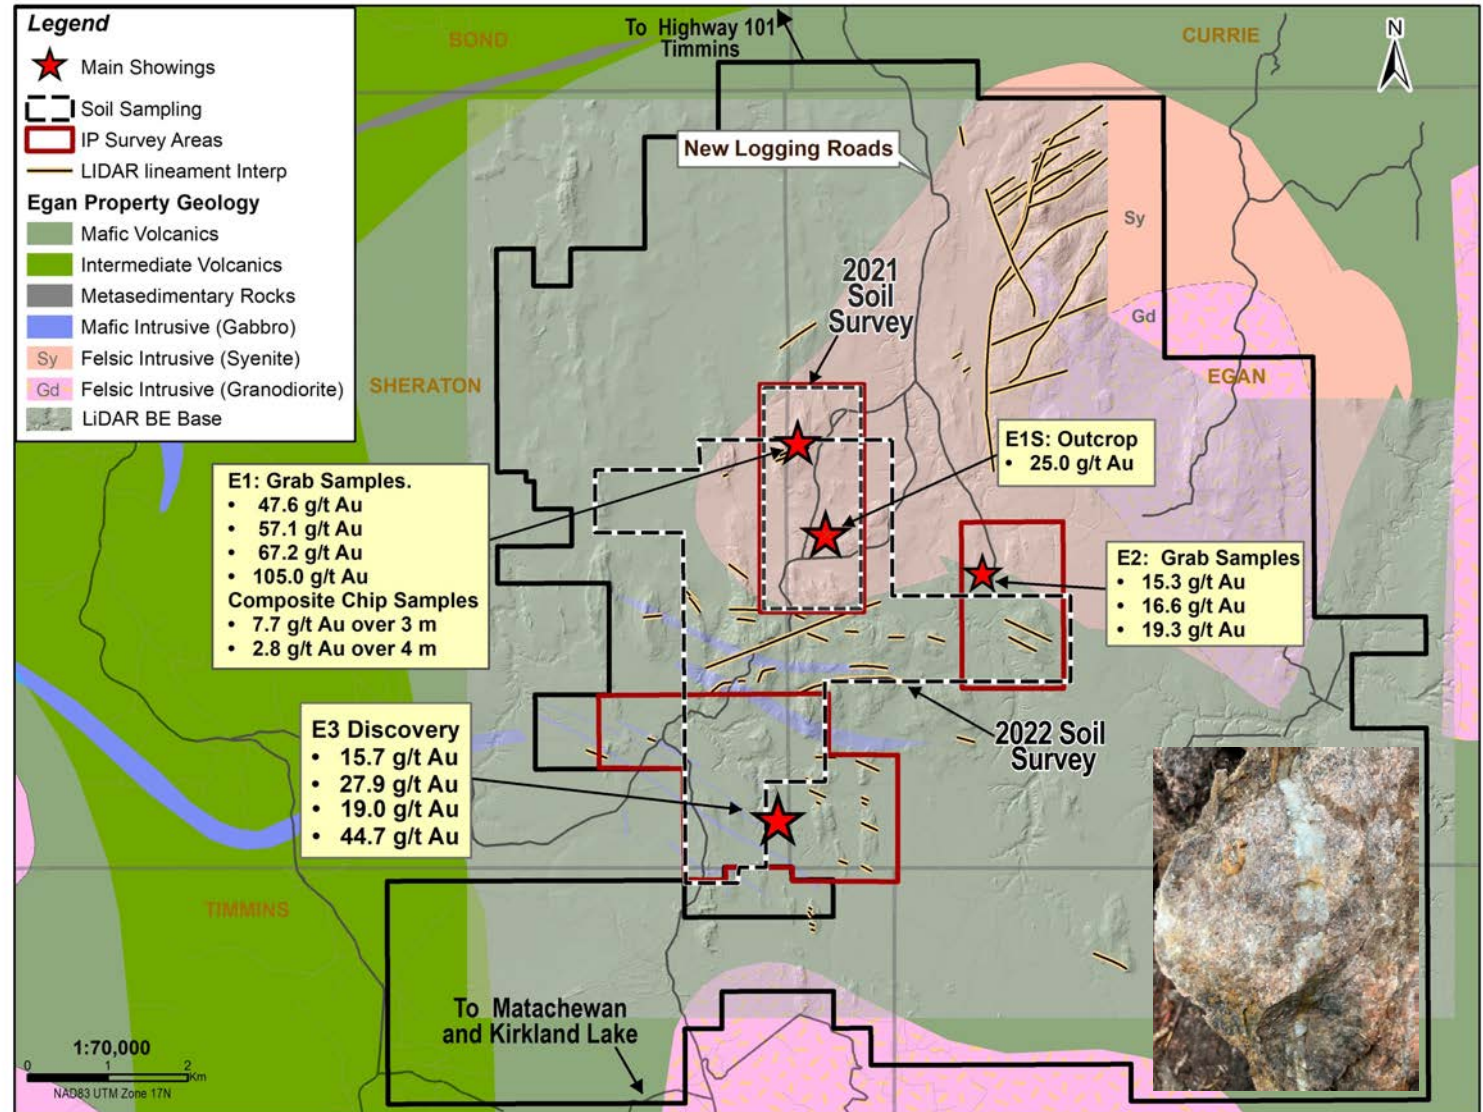 Legend
Main Showings
Soil Sampling
IP Survey Areas
LIDAR lineament Interp
Egan Property Geology
Mafic Volcanics
Intermediate Volcanics
Metasedimentary Rocks
Mafic Intrusive (Gabbro)
Sy Felsic Intrusive (Syenite)
Gd Felsic Intrusive (Granodiorite)
LiDAR BE Base
BOND
To Highway 101
Timmins
CURRIE
N
New Logging Roads
Sy
2021
Soil
Survey
Gd
SHERATON
EGAN
E1S: Outcrop
• 25.0 g/t Au
E1: Grab Samples.
• 47.6 g/t Au
• 57.1 g/t Au
• 67.2 g/t Au
• 105.0 g/t Au
Composite Chip Samples
• 7.7 g/t Au over 3 m
• 2.8 g/t Au over 4 m
E2: Grab Samples
• 15.3 g/t Au
• 16.6 g/t Au
• 19.3 g/t Au
E3 Discovery
• 15.7 g/t Au
• 27.9 g/t Au
• 19.0 g/t Au
• 44.7 g/t Au
2022 Soil
Survey
TIMMINS
To Matachewan
and Kirkland Lake
1:70,000
0 1 2
Km
NAD83 UTM Zone 17N